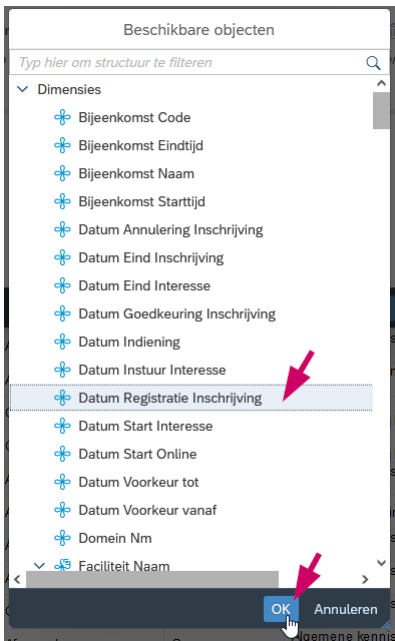 Beschikbare objecten
Typ hier om structuur te filteren
Dimensies
Bijeenkomst Code
Bijeenkomst Eindtijd
Bijeenkomst Naam
Bijeenkomst Starttijd
Datum Annulering Inschrijving
Datum Eind Inschrijving
Datum Eind Interesse
Datum Goedkeuring Inschrijving
Datum Indiening
Datum Instuur Interesse
Datum Registratie Inschrijving
Datum Start Interesse
Datum Start Online
Datum Voorkeur tot
Datum Voorkeur vanaf
Domein Nm
Faciliteit Naam
OK Annuleren
Algemene kennis